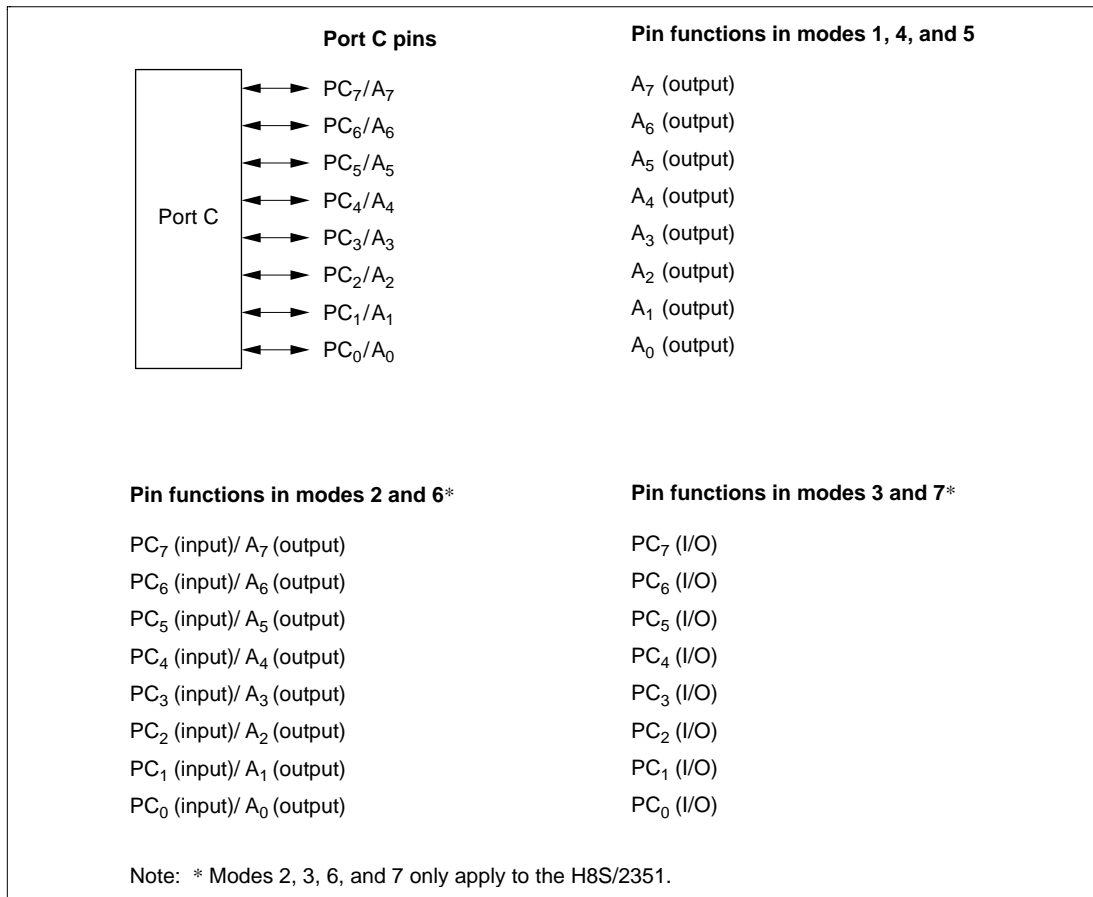 Port C pins
Port C
PC₇/A₇
PC₆/A₆
PC₅/A₅
PC₄/A₄
PC₃/A₃
PC₂/A₂
PC₁/A₁
PC₀/A₀
Pin functions in modes 1, 4, and 5
A₇ (output)
A₆ (output)
A₅ (output)
A₄ (output)
A₃ (output)
A₂ (output)
A₁ (output)
A₀ (output)
Pin functions in modes 2 and 6*
PC₇ (input)/ A₇ (output)
PC₆ (input)/ A₆ (output)
PC₅ (input)/ A₅ (output)
PC₄ (input)/ A₄ (output)
PC₃ (input)/ A₃ (output)
PC₂ (input)/ A₂ (output)
PC₁ (input)/ A₁ (output)
PC₀ (input)/ A₀ (output)
Pin functions in modes 3 and 7*
PC₇ (I/O)
PC₆ (I/O)
PC₅ (I/O)
PC₄ (I/O)
PC₃ (I/O)
PC₂ (I/O)
PC₁ (I/O)
PC₀ (I/O)
Note: * Modes 2, 3, 6, and 7 only apply to the H8S/2351.